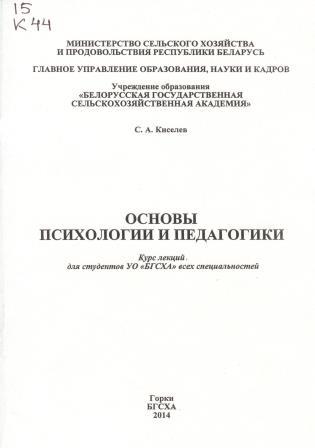 15
К 44
МИНИСТЕРСТВО СЕЛЬСКОГО ХОЗЯЙСТВА
И ПРОДОВОЛЬСТВИЯ РЕСПУБЛИКИ БЕЛАРУСЬ
ГЛАВНОЕ УПРАВЛЕНИЕ ОБРАЗОВАНИЯ, НАУКИ И КАДРОВ
Учреждение образования
«БЕЛОРУССКАЯ ГОСУДАРСТВЕННАЯ
СЕЛЬСКОХОЗЯЙСТВЕННАЯ АКАДЕМИЯ»
С. А. Киселев
ОСНОВЫ
ПСИХОЛОГИИ И ПЕДАГОГИКИ
Курс лекций
для студентов УО «БГСХА» всех специальностей
Горки
БГСХА
2014